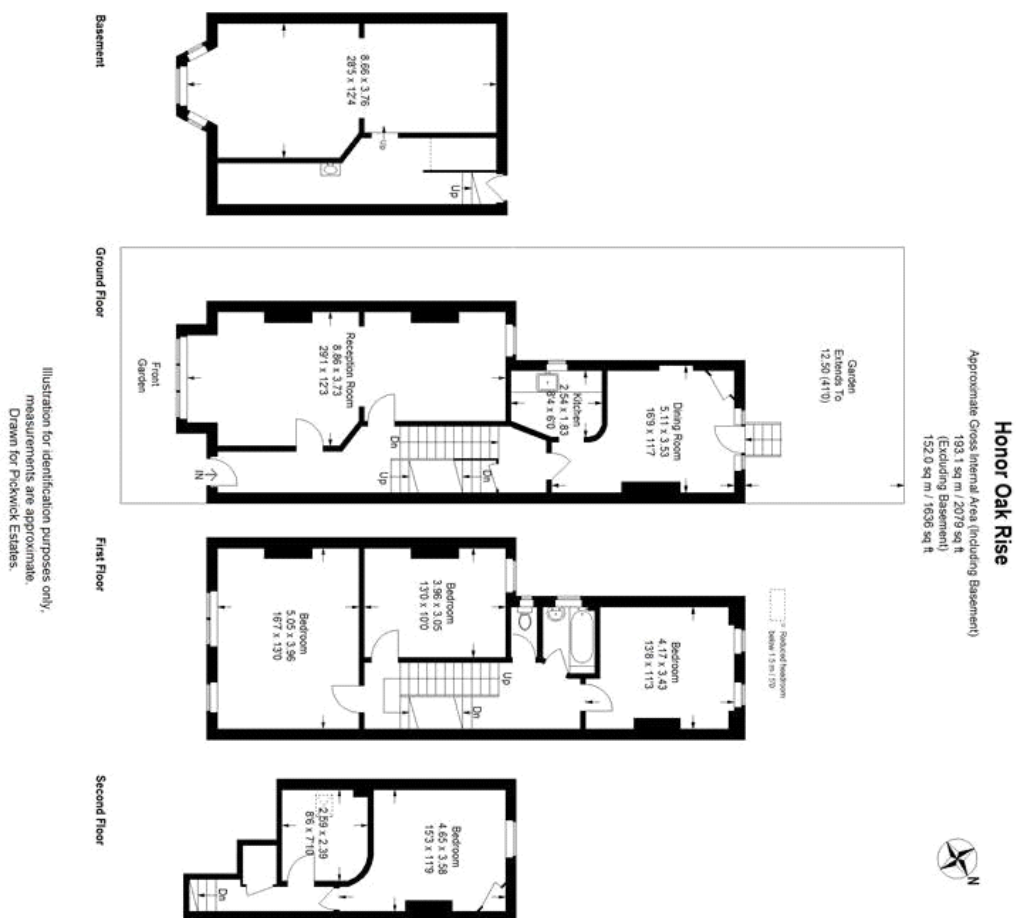 Honor Oak Rise
Approximate Gross Internal Area (Including Basement)
193.1 sq m / 2079 sq ft
(Excluding Basement)
152.0 sq m / 1636 sq ft
= Reduced headroom
below 1.5 m / 5'0
N
8.66 x 3.76
28'5 x 12'4
Up
Up
Basement
Garden
Extends To
12.50 (41'0)
Dining Room
5.11 x 3.53
16'9 x 11'7
Kitchen
2.54 x 1.83
8'4 x 6'0
Reception Room
8.86 x 3.73
29'1 x 12'3
Dn
Up
Dn
IN
Front
Garden
Ground Floor
Bedroom
4.17 x 3.43
13'8 x 11'3
Bedroom
3.96 x 3.05
13'0 x 10'0
Bedroom
5.05 x 3.96
16'7 x 13'0
Up
Dn
First Floor
Bedroom
4.65 x 3.58
15'3 x 11'9
2.59 x 2.39
8'6 x 7'10
Dn
Second Floor
Illustration for identification purposes only,
measurements are approximate.
Drawn for Pickwick Estates.